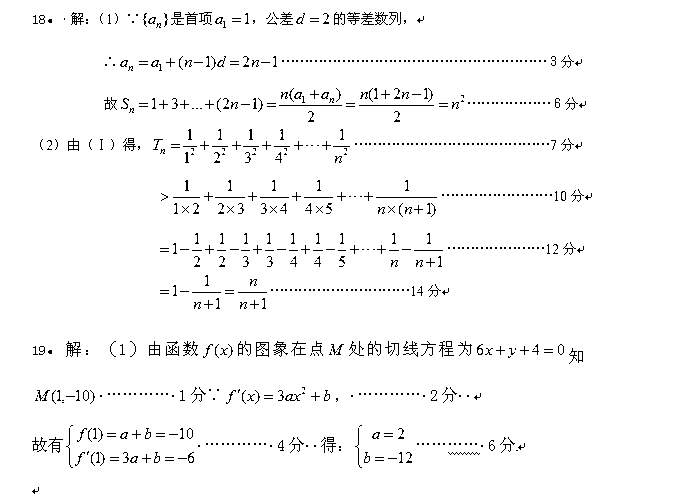 18. 解：（1）∵{aₙ}是首项a₁=1，公差d=2的等差数列，
∴aₙ=a₁+(n−1)d=2n−1……………………………………………………3分
故Sₙ=1+3+...+(2n−1)=n(a₁+aₙ)/2=n(1+2n−1)/2=n²………………6分
（2）由（Ⅰ）得，Tₙ=1/1²+1/2²+1/3²+1/4²+⋯+1/n²……………………………………7分
>1/(1×2)+1/(2×3)+1/(3×4)+1/(4×5)+⋯+1/(n×(n+1))……………………10分
=1−1/2+1/2−1/3+1/3−1/4+1/4−1/5+⋯+1/n−1/(n+1)…………………12分
=1−1/(n+1)=n/(n+1)…………………………14分
19. 解：（1）由函数f(x)的图象在点M处的切线方程为6x+y+4=0知
M(1,−10)·…………·1分∵f′(x)=3ax²+b，·…………·2分
故有{f(1)=a+b=−10 f′(1)=3a+b=−6·…………·4分··得：{a=2 b=−12…………·6分